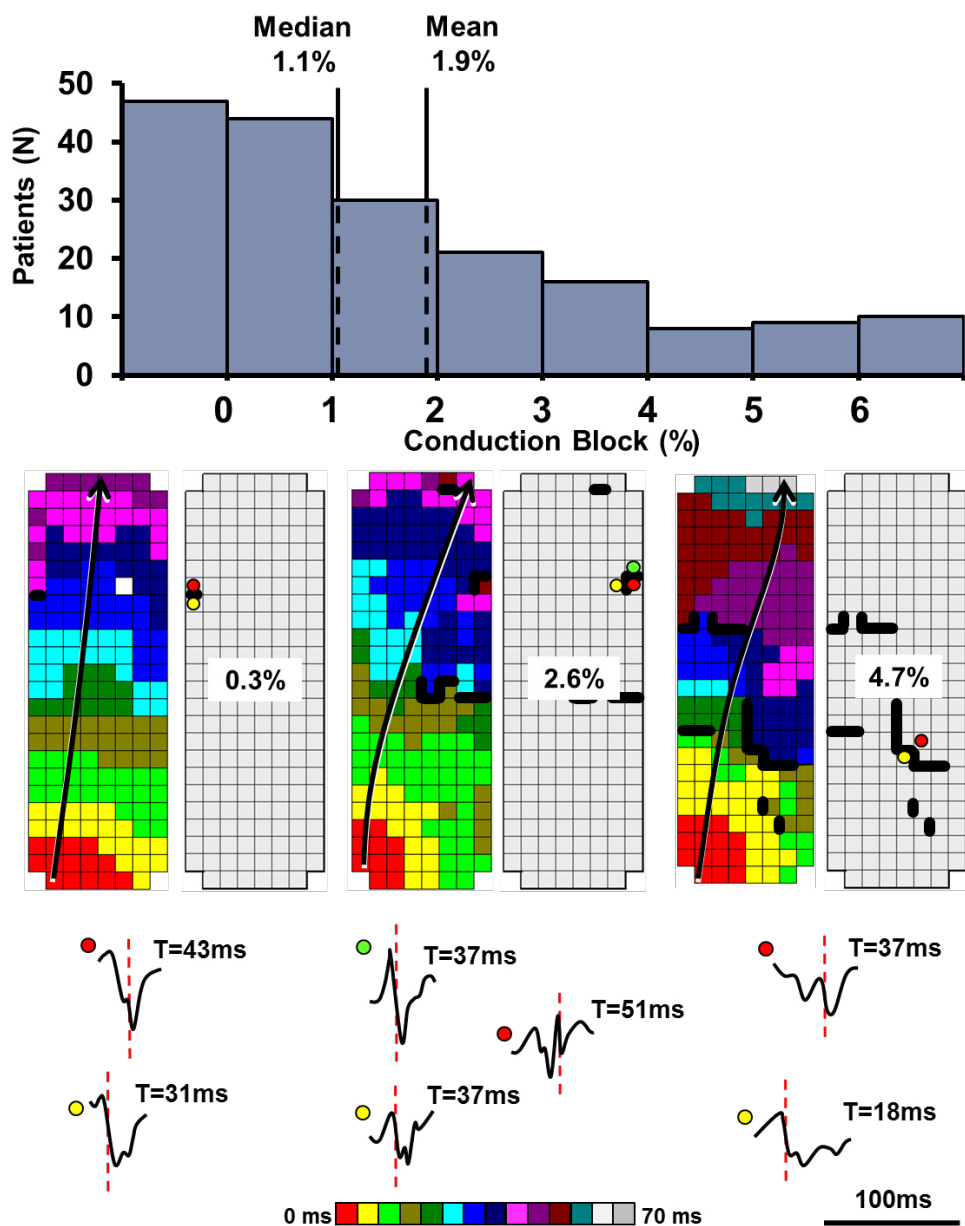 Median
1.1%
Mean
1.9%
Patients (N)
50
40
30
20
10
0
0 1 2 3 4 5 6
Conduction Block (%)
0.3%
2.6%
4.7%
T=43ms
T=37ms
T=37ms
T=51ms
T=31ms
T=37ms
T=18ms
0 ms
70 ms
100ms